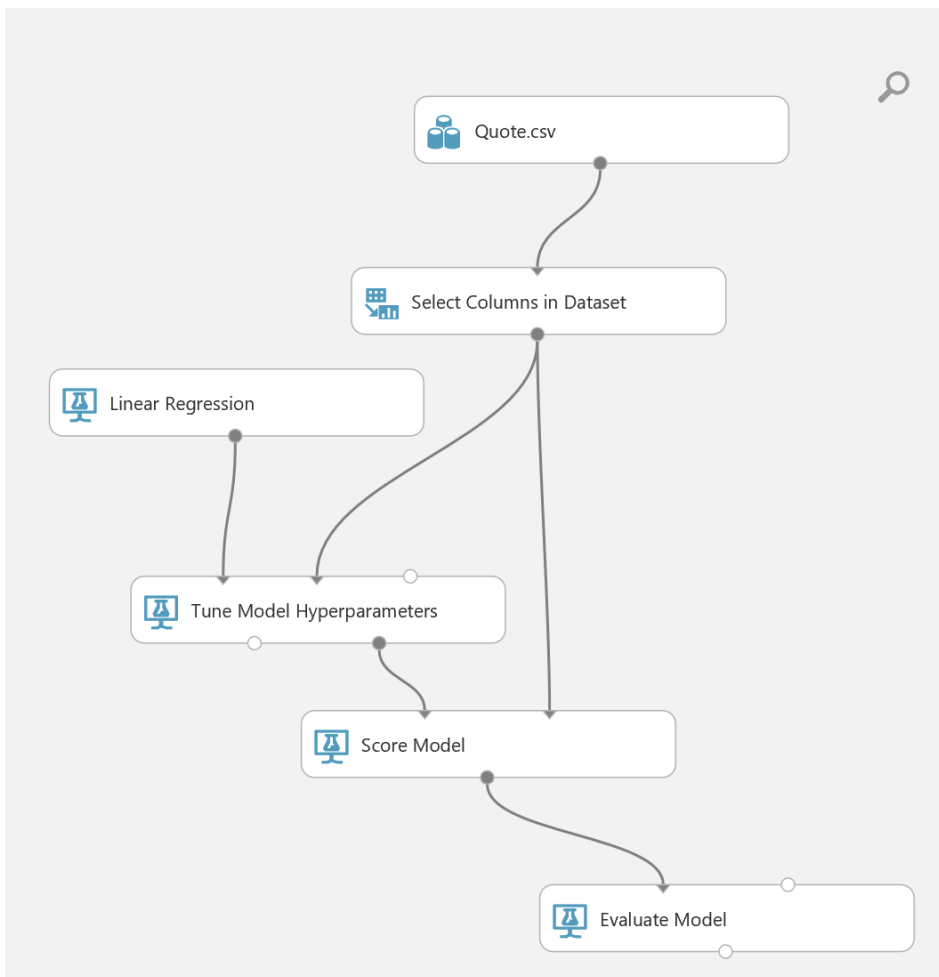 Quote.csv
Select Columns in Dataset
Linear Regression
Tune Model Hyperparameters
Score Model
Evaluate Model